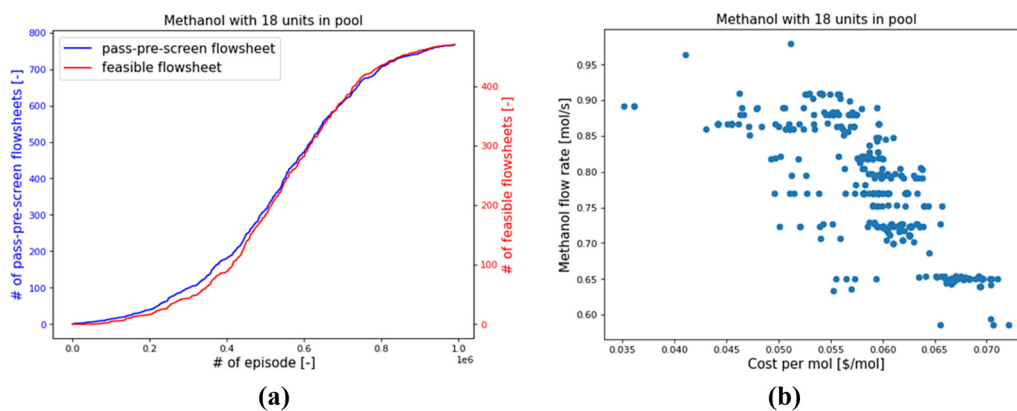 Methanol with 18 units in pool
800
700
600
500
400
300
200
100
0
# of pass-pre-screen flowsheets [-]
pass-pre-screen flowsheet
feasible flowsheet
400
300
200
100
0
# of feasible flowsheets [-]
0.0 0.2 0.4 0.6 0.8 1.0
1e6
# of episode [-]
(a)
Methanol with 18 units in pool
0.95
0.90
0.85
0.80
0.75
0.70
0.65
0.60
Methanol flow rate [mol/s]
0.035 0.040 0.045 0.050 0.055 0.060 0.065 0.070
Cost per mol [$/mol]
(b)